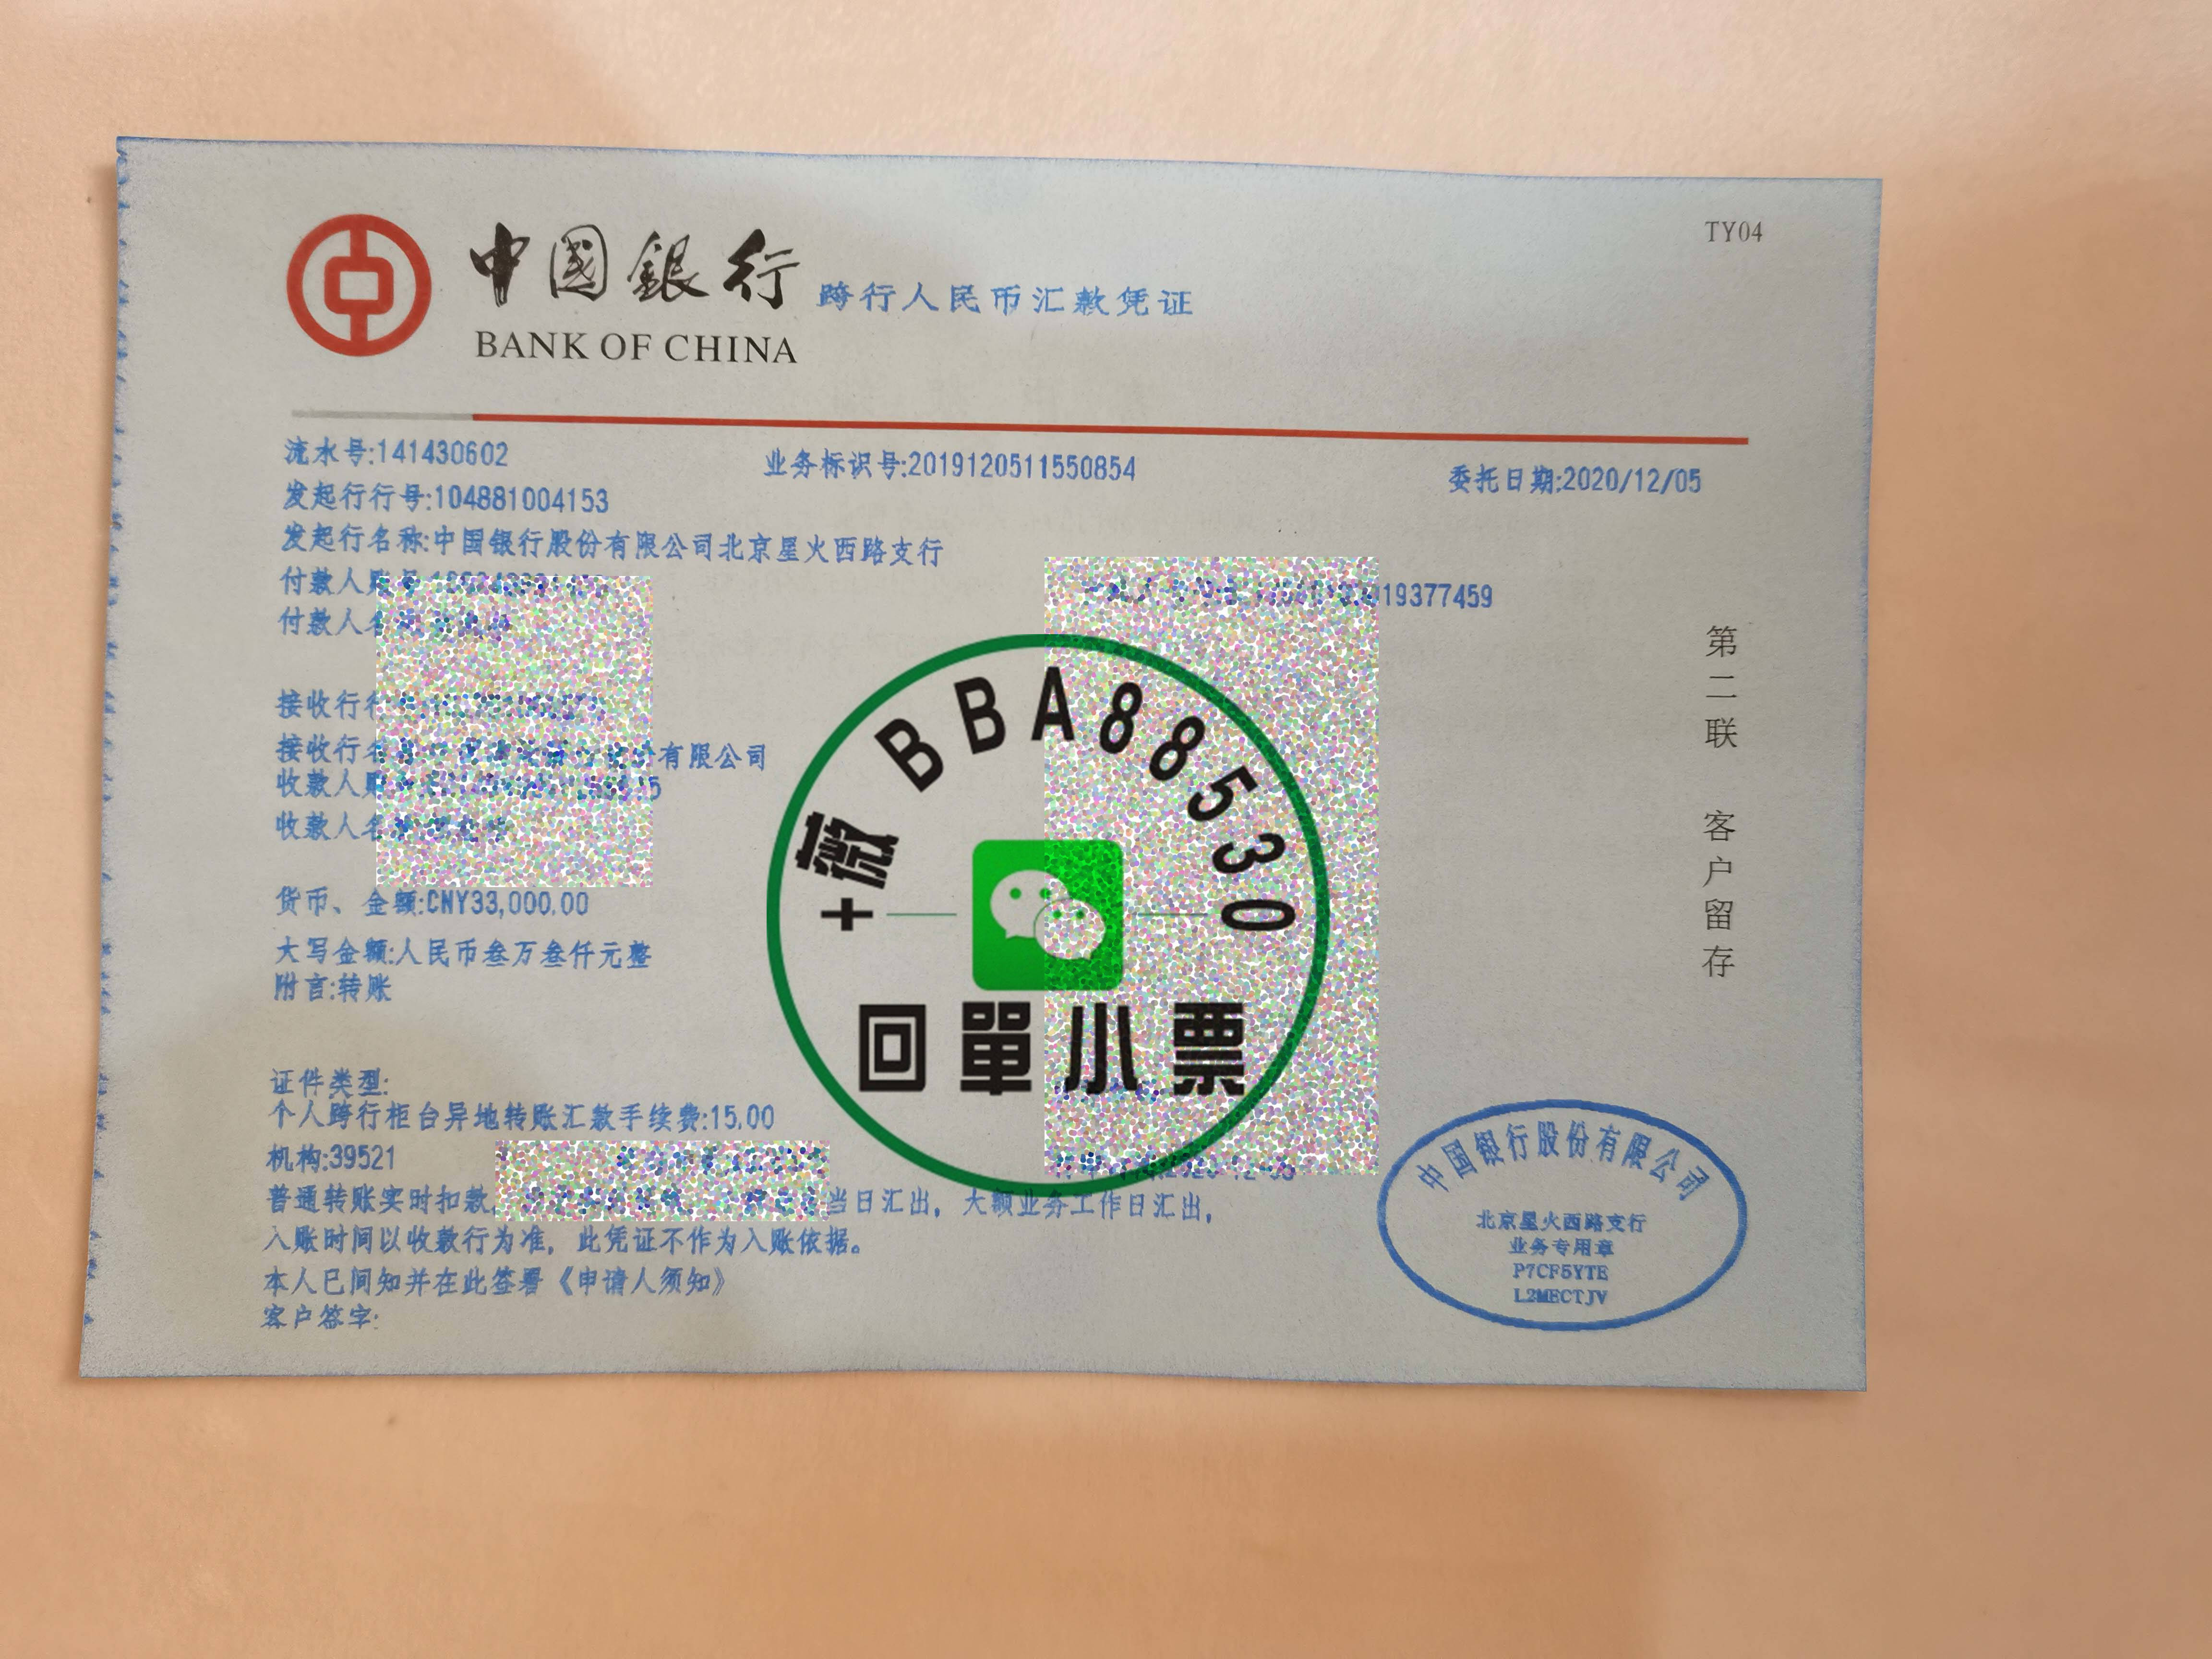 中國銀行
BANK OF CHINA
跨行人民币汇款凭证
TY04
流水号:141430602
业务标识号:2019120511550854
委托日期:2020/12/05
发起行行号:104881004153
发起行名称:中国银行股份有限公司北京星火西路支行
付款人账号:
19377459
付款人名
接收行行
接收行名
有限公司
收款人账
收款人名
货币、金额:CNY33,000.00
大写金额:人民币叁万叁仟元整
附言:转账
证件类型:
个人跨行柜台异地转账汇款手续费:15.00
机构:39521
普通转账实时扣款,
当日汇出，大额业务工作日汇出,
入账时间以收款行为准，此凭证不作为入账依据。
本人已阅知并在此签署《申请人须知》
客户签字:
第二联 客户留存
+薇 BBA88530
回單小票
中国银行股份有限公司
北京星火西路支行
业务专用章
P7CF5YTE
L2MECTJV